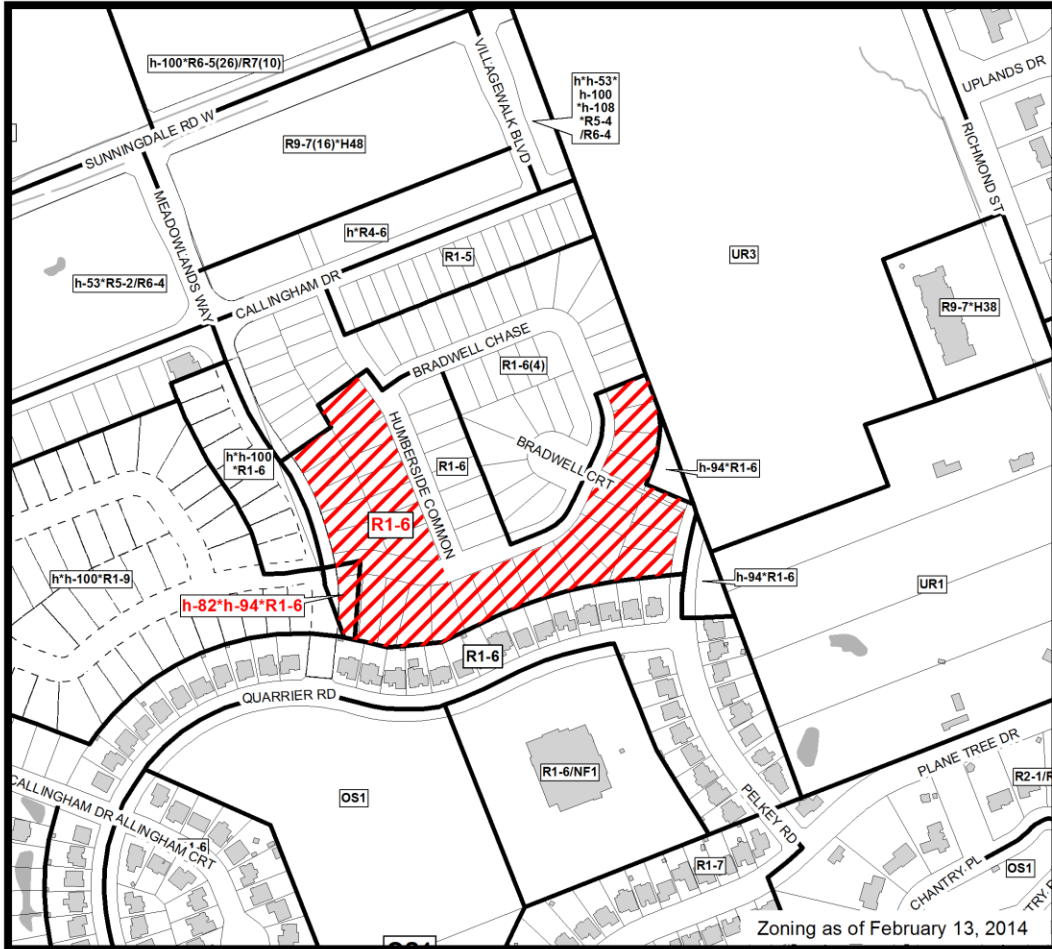 h-100*R6-5(26)/R7(10)
VILLAGEWALK BLVD
h*h-53*
h-100
*h-108
*R5-4
/R6-4
UPLANDS DR
SUNNINGDALE RD W
R9-7(16)*H48
RICHMOND ST
MEADOWLANDS WAY
h*R4-6
R1-5
UR3
h-53*R5-2/R6-4
CALLINGHAM DR
R9-7*H38
BRADWELL CHASE
R1-6(4)
HUMBERSIDE COMMON
h*h-100
*R1-6
R1-6
BRADWELL CRT
h-94*R1-6
R1-6
h*h-100*R1-9
h-94*R1-6
UR1
h-82*h-94*R1-6
R1-6
QUARRIER RD
PLANE TREE DR
R1-6/NF1
R2-1/R
CALLINGHAM DR
OS1
PELKEY RD
ALLINGHAM CRT
1-6
R1-7
CHANTRY PL
OS1
Zoning as of February 13, 2014